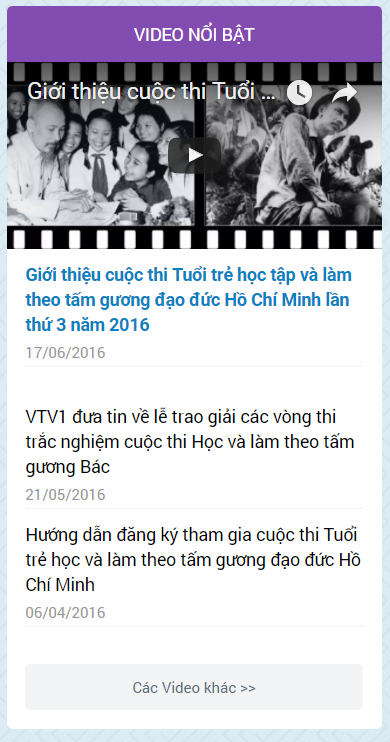 VIDEO NỔI BẬT
Giới thiệu cuộc thi Tuổi ...
Giới thiệu cuộc thi Tuổi trẻ học tập và làm
theo tấm gương đạo đức Hồ Chí Minh lần
thứ 3 năm 2016
17/06/2016
VTV1 đưa tin về lễ trao giải các vòng thi
trắc nghiệm cuộc thi Học và làm theo tấm
gương Bác
21/05/2016
Hướng dẫn đăng ký tham gia cuộc thi Tuổi
trẻ học và làm theo tấm gương đạo đức Hồ
Chí Minh
06/04/2016
Các Video khác >>